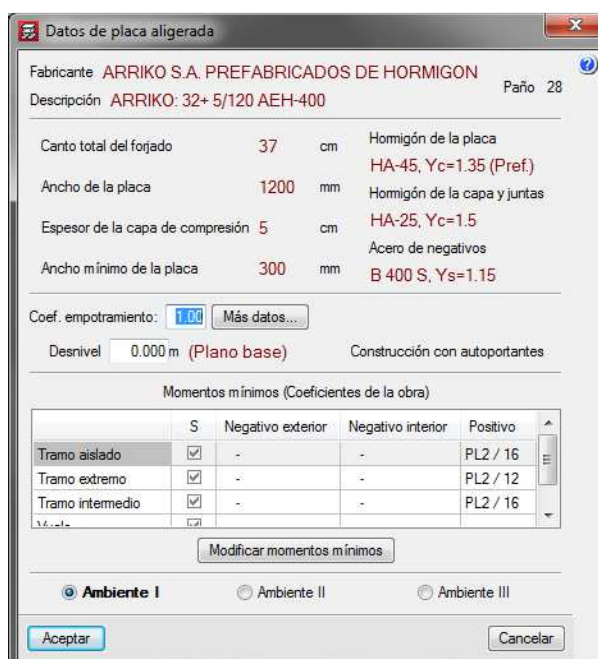 Datos de placa aligerada
Fabricante ARRIKO S.A. PREFABRICADOS DE HORMIGON
Paño 28
Descripción ARRIKO: 32+ 5/120 AEH-400
Canto total del forjado 37 cm
Ancho de la placa 1200 mm
Espesor de la capa de compresión 5 cm
Ancho mínimo de la placa 300 mm
Hormigón de la placa
HA-45, Yc=1.35 (Pref.)
Hormigón de la capa y juntas
HA-25, Yc=1.5
Acero de negativos
B 400 S, Ys=1.15
Coef. empotramiento: 1.00 Más datos...
Desnivel 0.000 m (Plano base) Construcción con autoportantes
Momentos mínimos (Coeficientes de la obra)
S Negativo exterior Negativo interior Positivo
Tramo aislado - - PL2 / 16
Tramo extremo - - PL2 / 12
Tramo intermedio - - PL2 / 16
Modificar momentos mínimos
Ambiente I Ambiente II Ambiente III
Aceptar Cancelar